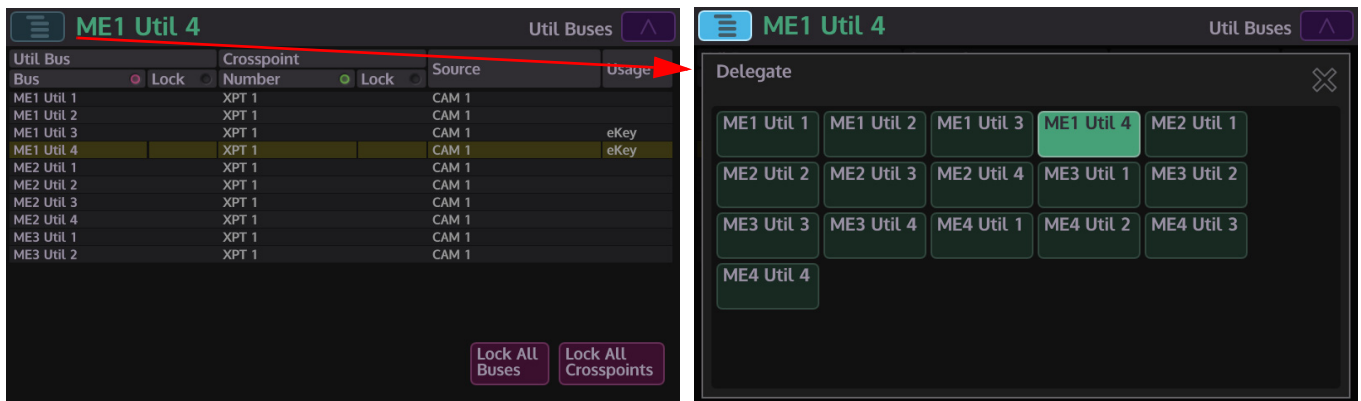 ME1 Util 4 Util Buses
Util Bus Crosspoint Source Usage
Bus Lock Number Lock
ME1 Util 1 XPT 1 CAM 1
ME1 Util 2 XPT 1 CAM 1
ME1 Util 3 XPT 1 CAM 1 eKey
ME1 Util 4 XPT 1 CAM 1 eKey
ME2 Util 1 XPT 1 CAM 1
ME2 Util 2 XPT 1 CAM 1
ME2 Util 3 XPT 1 CAM 1
ME2 Util 4 XPT 1 CAM 1
ME3 Util 1 XPT 1 CAM 1
ME3 Util 2 XPT 1 CAM 1
Lock All Lock All
Buses Crosspoints
ME1 Util 4 Util Buses
Delegate
ME1 Util 1 ME1 Util 2 ME1 Util 3 ME1 Util 4 ME2 Util 1
ME2 Util 2 ME2 Util 3 ME2 Util 4 ME3 Util 1 ME3 Util 2
ME3 Util 3 ME3 Util 4 ME4 Util 1 ME4 Util 2 ME4 Util 3
ME4 Util 4